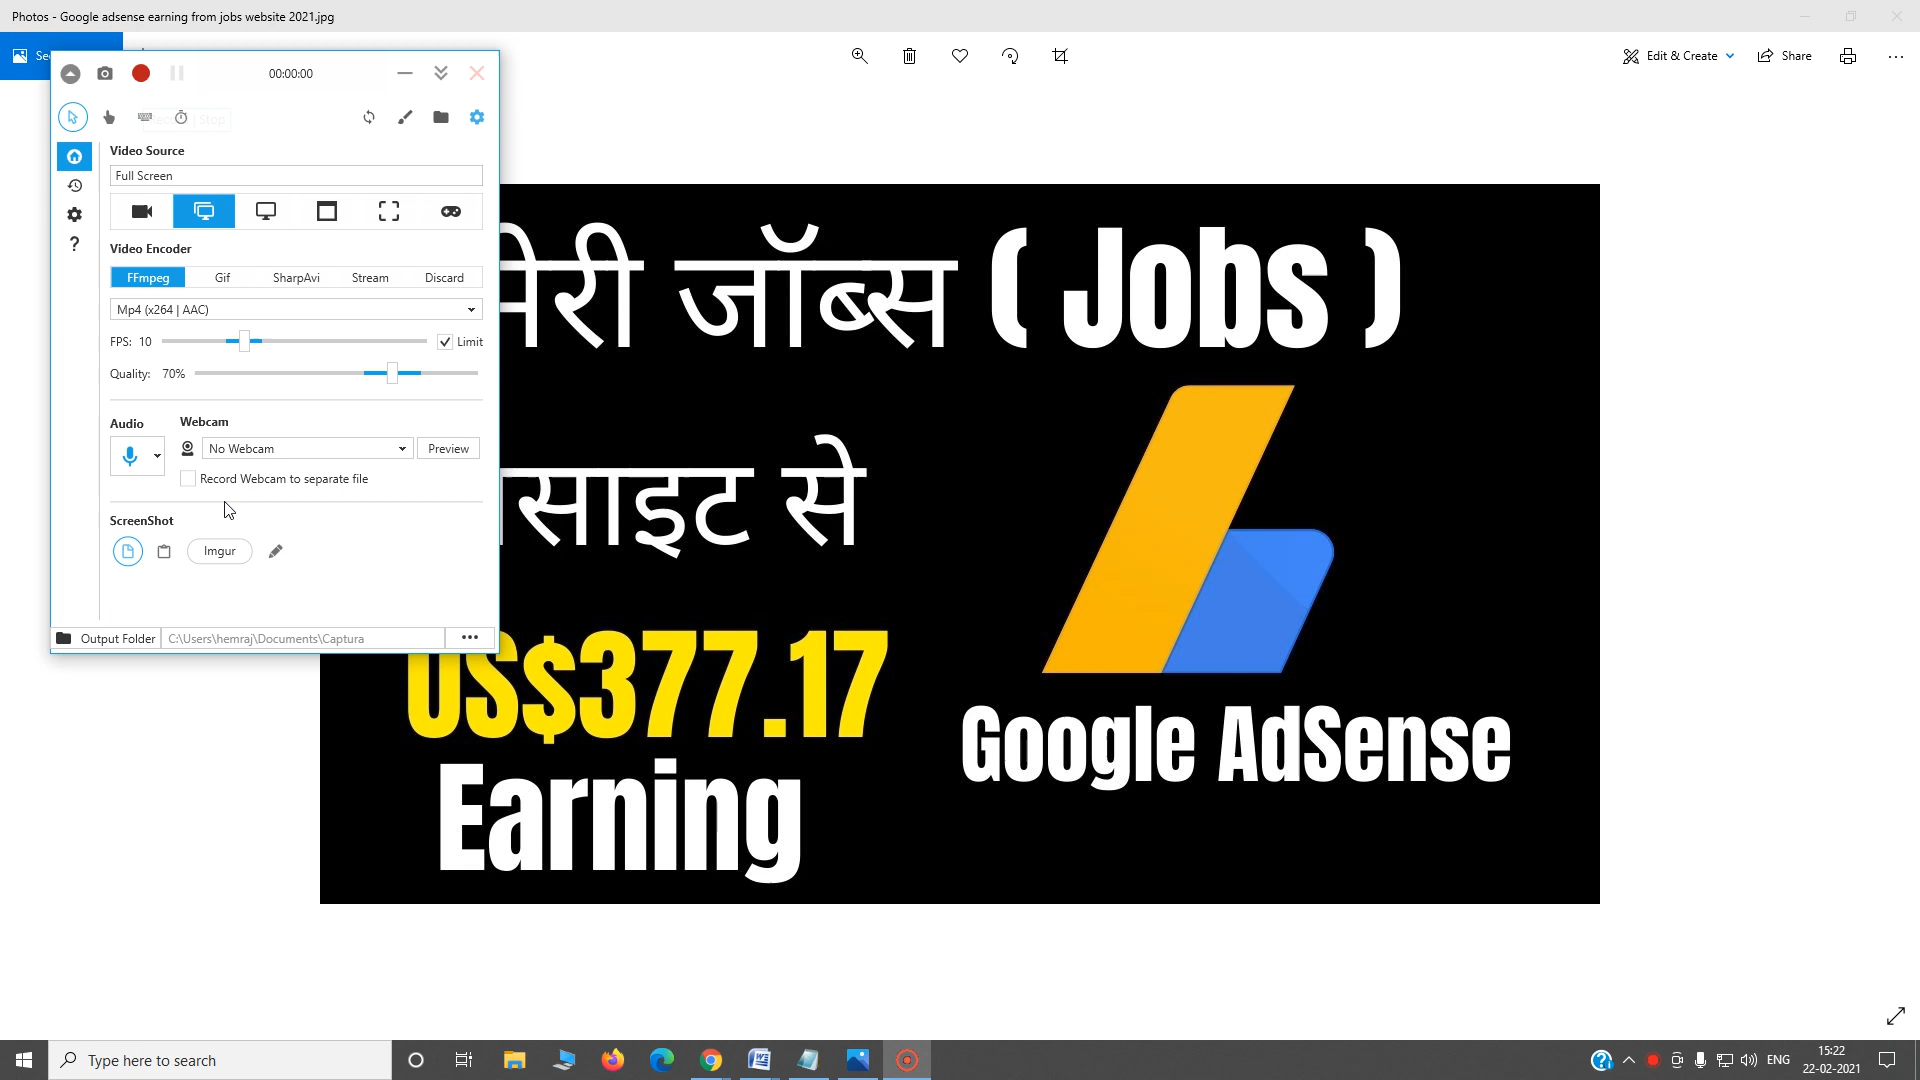 Photos - Google adsense earning from jobs website 2021.jpg
Edit & Create
Share
00:00:00
Video Source
Full Screen
Video Encoder
FFmpeg Gif SharpAvi Stream Discard
Mp4 (x264 | AAC)
FPS: 10 Limit
Quality: 70%
Audio Webcam
No Webcam Preview
Record Webcam to separate file
ScreenShot
Imgur
Output Folder C:\Users\hemraj\Documents\Captura ...
जॉब्स ( Jobs )
साइट से
US$377.17
Earning
Google AdSense
Type here to search
ENG
15:22
22-02-2021